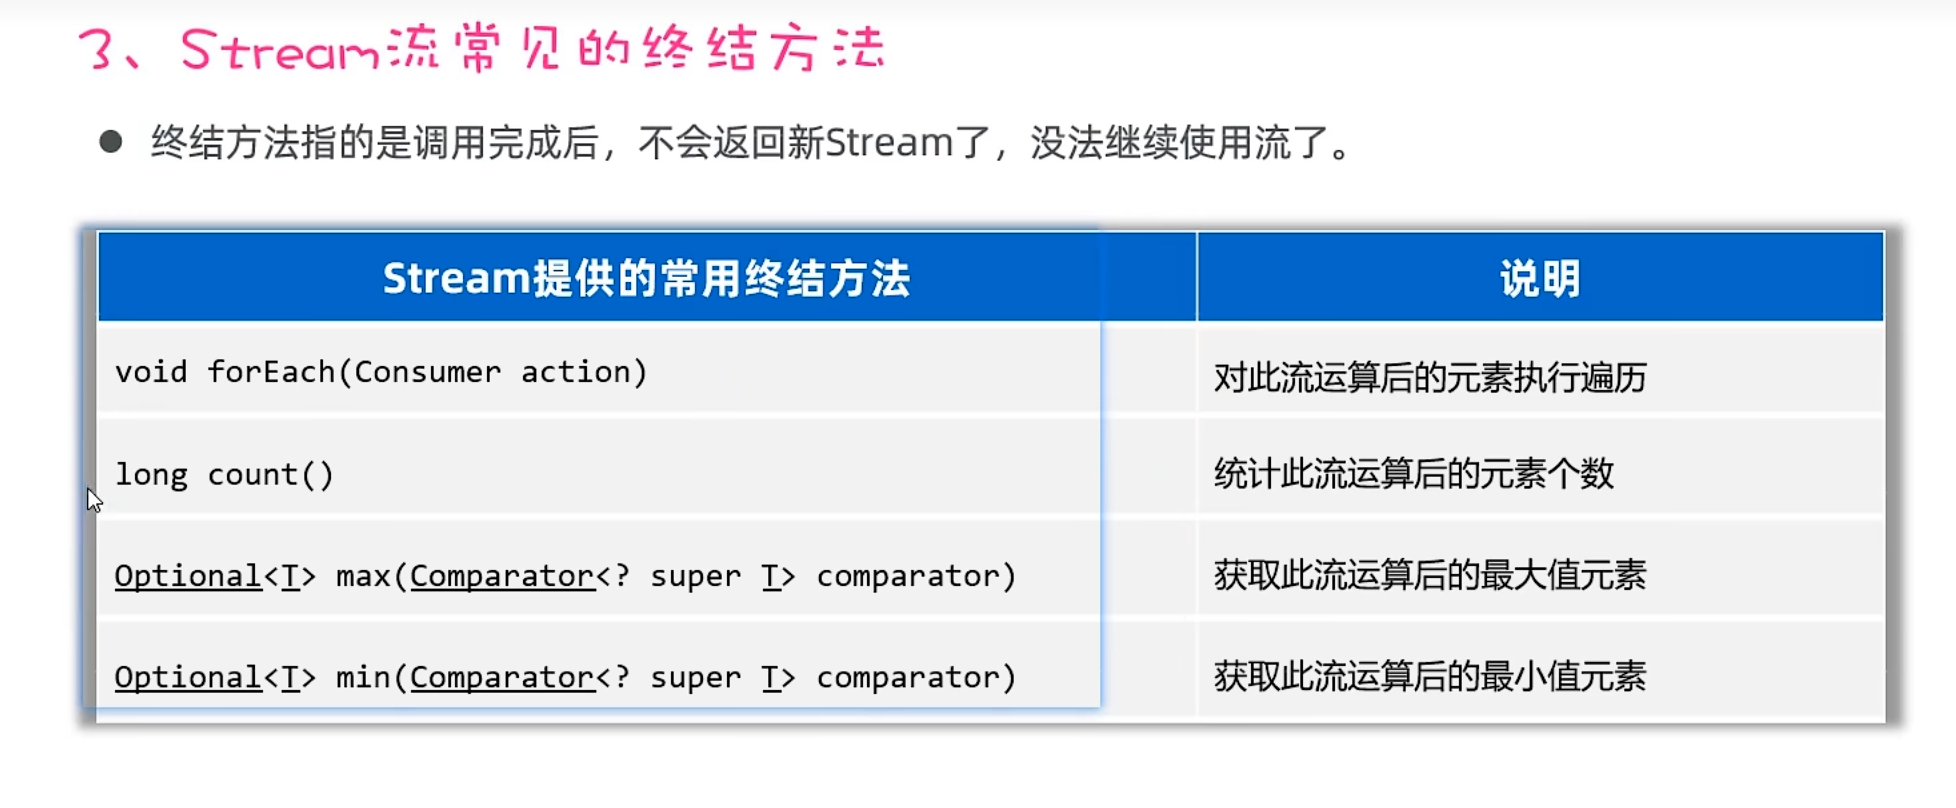 3、Stream流常见的终结方法
● 终结方法指的是调用完成后，不会返回新Stream了，没法继续使用流了。
Stream提供的常用终结方法 说明
void forEach(Consumer action) 对此流运算后的元素执行遍历
long count() 统计此流运算后的元素个数
Optional<T> max(Comparator<? super T> comparator) 获取此流运算后的最大值元素
Optional<T> min(Comparator<? super T> comparator) 获取此流运算后的最小值元素